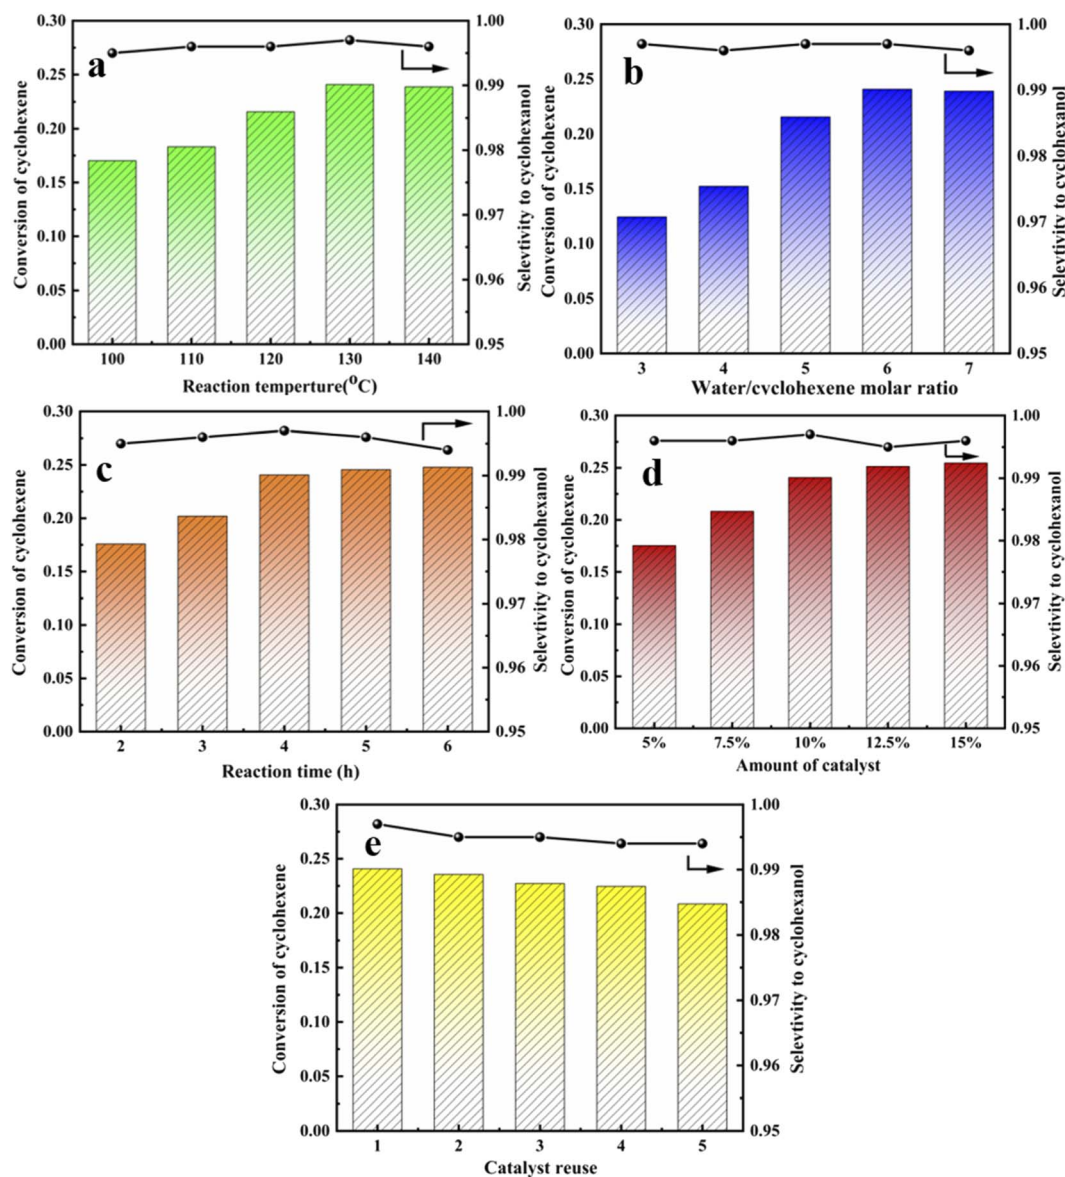 a
Conversion of cyclohexene
0.30
0.25
0.20
0.15
0.10
0.05
0.00
100 110 120 130 140
Reaction temperture(°C)
1.00
0.99
0.98
0.97
0.96
0.95
Selevtivity to cyclohexanol
b
Conversion of cyclohexene
0.30
0.25
0.20
0.15
0.10
0.05
0.00
3 4 5 6 7
Water/cyclohexene molar ratio
1.00
0.99
0.98
0.97
0.96
0.95
Selevtivity to cyclohexanol
c
Conversion of cyclohexene
0.30
0.25
0.20
0.15
0.10
0.05
0.00
2 3 4 5 6
Reaction time (h)
1.00
0.99
0.98
0.97
0.96
0.95
Selevtivity to cyclohexanol
d
Conversion of cyclohexene
0.30
0.25
0.20
0.15
0.10
0.05
0.00
5% 7.5% 10% 12.5% 15%
Amount of catalyst
1.00
0.99
0.98
0.97
0.96
0.95
Selevtivity to cyclohexanol
e
Conversion of cyclohexene
0.30
0.25
0.20
0.15
0.10
0.05
0.00
1 2 3 4 5
Catalyst reuse
1.00
0.99
0.98
0.97
0.96
0.95
Selevtivity to cyclohexanol